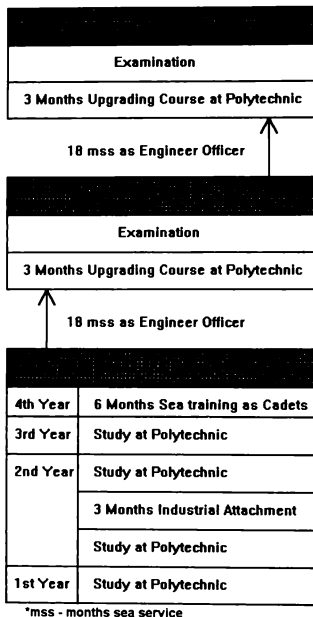 Examination
3 Months Upgrading Course at Polytechnic
18 mss as Engineer Officer
Examination
3 Months Upgrading Course at Polytechnic
18 mss as Engineer Officer
4th Year 6 Months Sea training as Cadets
3rd Year Study at Polytechnic
2nd Year Study at Polytechnic
3 Months Industrial Attachment
Study at Polytechnic
1st Year Study at Polytechnic
*mss - months sea service